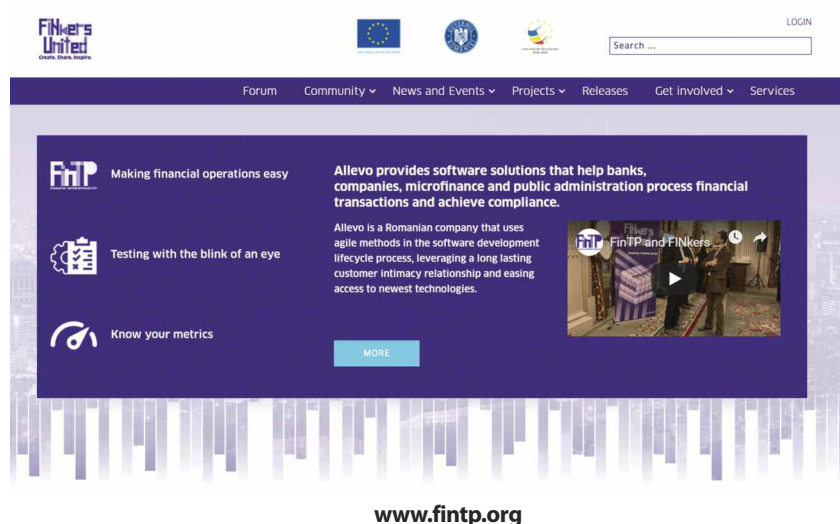 FiNkers
United
Create. Share. Inspire.
LOGIN
Search ...
Forum
Community
News and Events
Projects
Releases
Get involved
Services
FinTP
Making financial operations easy
Testing with the blink of an eye
Know your metrics
Allevo provides software solutions that help banks,
companies, microfinance and public administration process financial
transactions and achieve compliance.
Allevo is a Romanian company that uses
agile methods in the software development
lifecycle process, leveraging a long lasting
customer intimacy relationship and easing
access to newest technologies.
MORE
FinTP
FinTP and FINkers ...
www.fintp.org